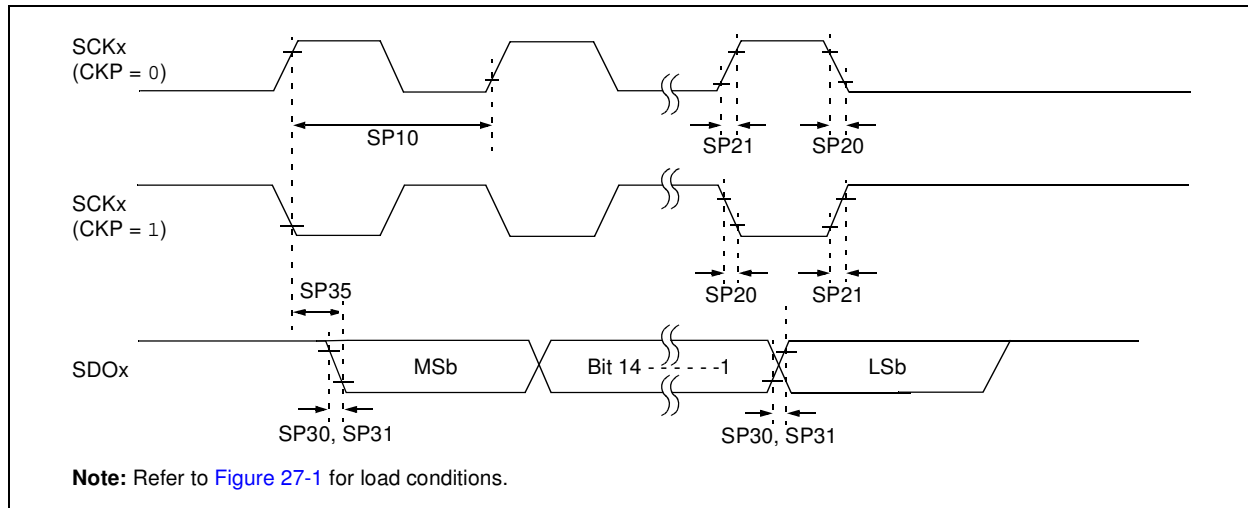 SCKx
(CKP = 0)
SP10
SP21
SP20
SCKx
(CKP = 1)
SP35
SP20
SP21
SDOx
MSb
Bit 14 - - - - - - -1
LSb
SP30, SP31
SP30, SP31
Note: Refer to Figure 27-1 for load conditions.